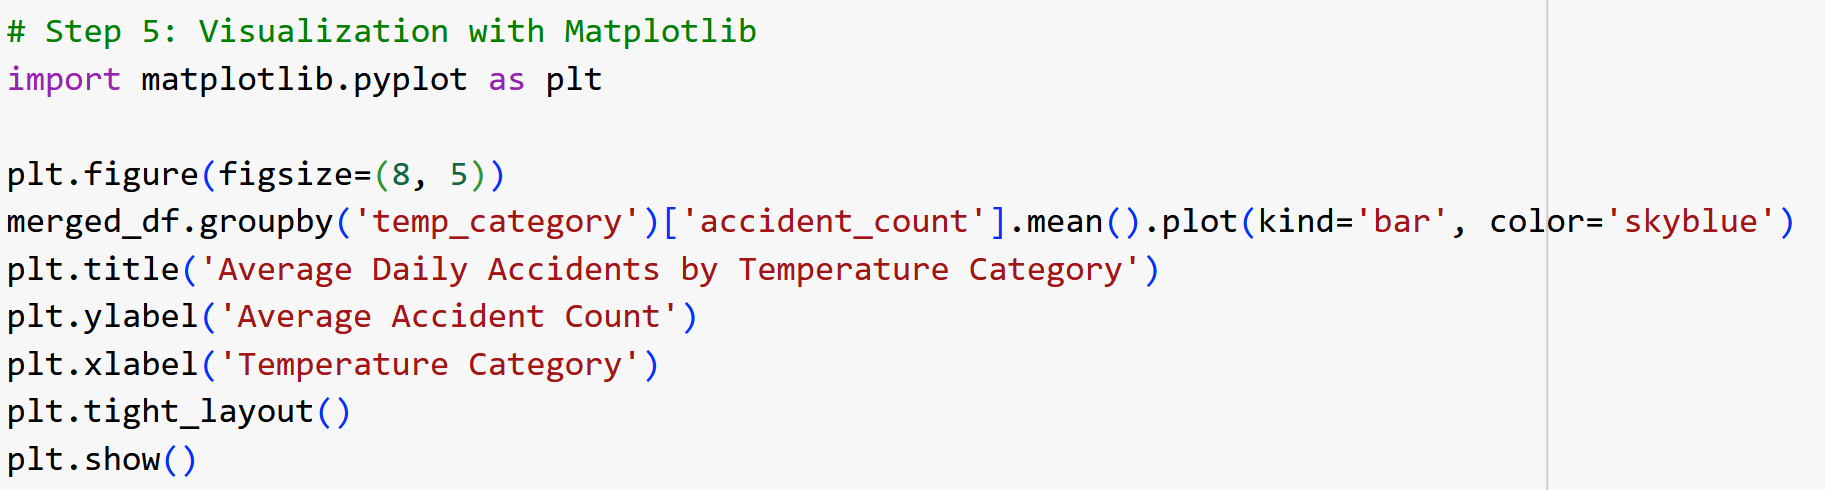 # Step 5: Visualization with Matplotlib
import matplotlib.pyplot as plt
plt.figure(figsize=(8, 5))
merged_df.groupby('temp_category')['accident_count'].mean().plot(kind='bar', color='skyblue')
plt.title('Average Daily Accidents by Temperature Category')
plt.ylabel('Average Accident Count')
plt.xlabel('Temperature Category')
plt.tight_layout()
plt.show()